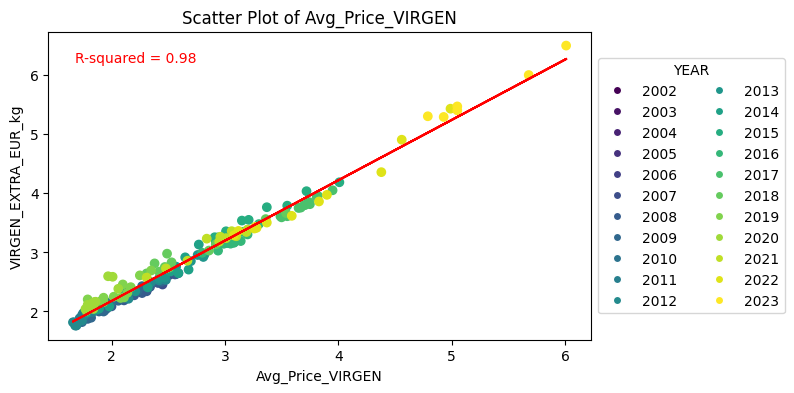 Scatter Plot of Avg_Price_VIRGEN
R-squared = 0.98
VIRGEN_EXTRA_EUR_kg
6
5
4
3
2
2 3 4 5 6
Avg_Price_VIRGEN
YEAR
2002 2013
2003 2014
2004 2015
2005 2016
2006 2017
2007 2018
2008 2019
2009 2020
2010 2021
2011 2022
2012 2023